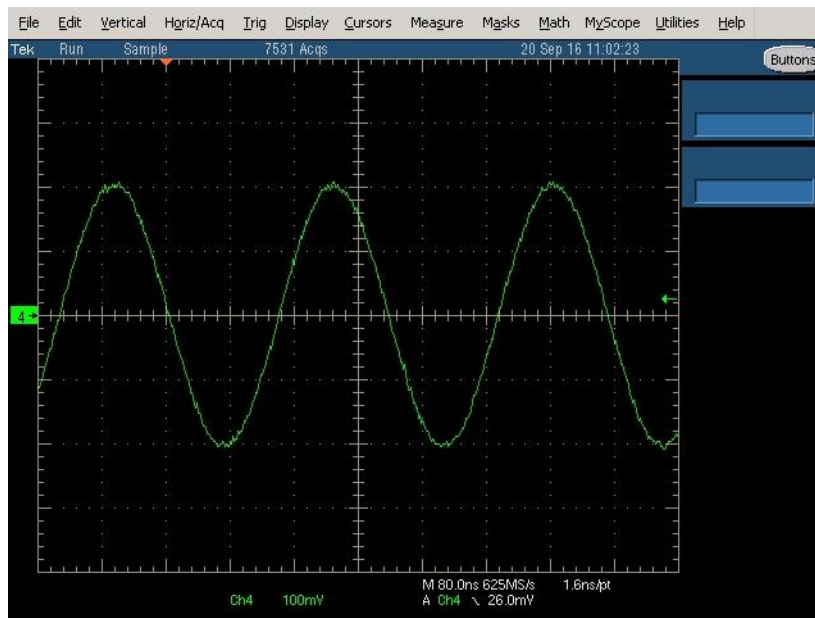 File Edit Vertical Horiz/Acq Trig Display Cursors Measure Masks Math MyScope Utilities Help
Tek Run Sample 7531 Acqs 20 Sep 16 11:02:23
Buttons
4
M 80.0ns 625MS/s 1.6ns/pt
Ch4 100mV A Ch4 \ 26.0mV